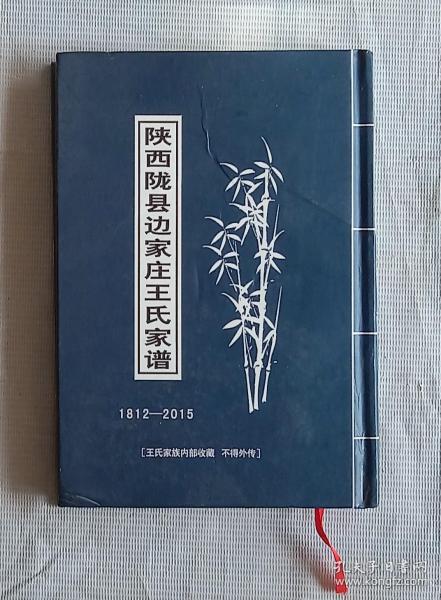 陕西陇县边家庄王氏家谱
1812—2015
[王氏家族内部收藏 不得外传]
孔夫子旧书网
www.kongfz.com